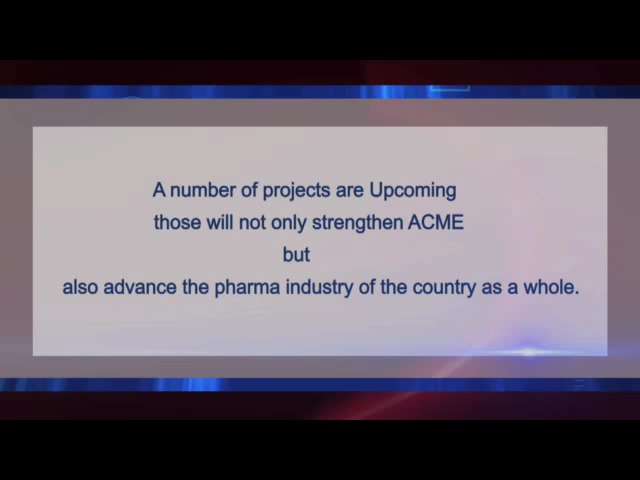 A number of projects are Upcoming
those will not only strengthen ACME
but
also advance the pharma industry of the country as a whole.